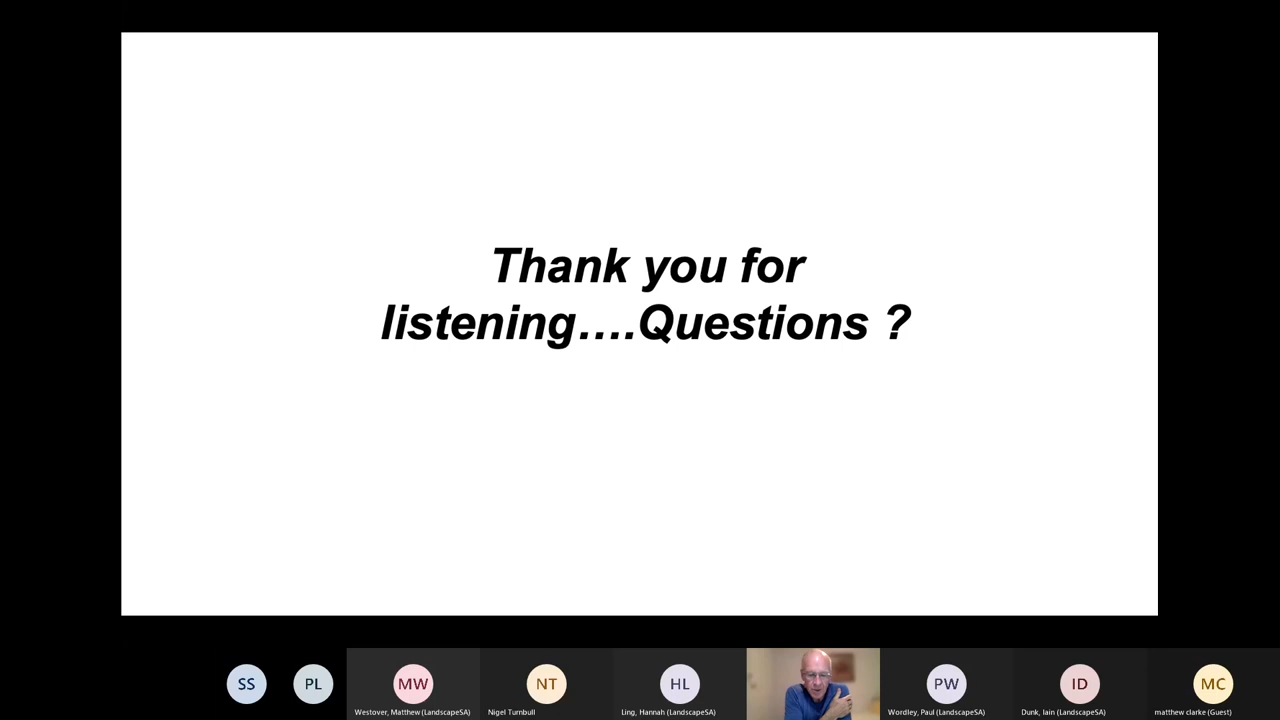 Thank you for
listening....Questions ?
SS
PL
MW
NT
HL
PW
ID
MC
Westover, Matthew (LandscapeSA)
Nigel Turnbull
Ling, Hannah (LandscapeSA)
Wordley, Paul (LandscapeSA)
Dunk, Iain (LandscapeSA)
matthew clarke (Guest)